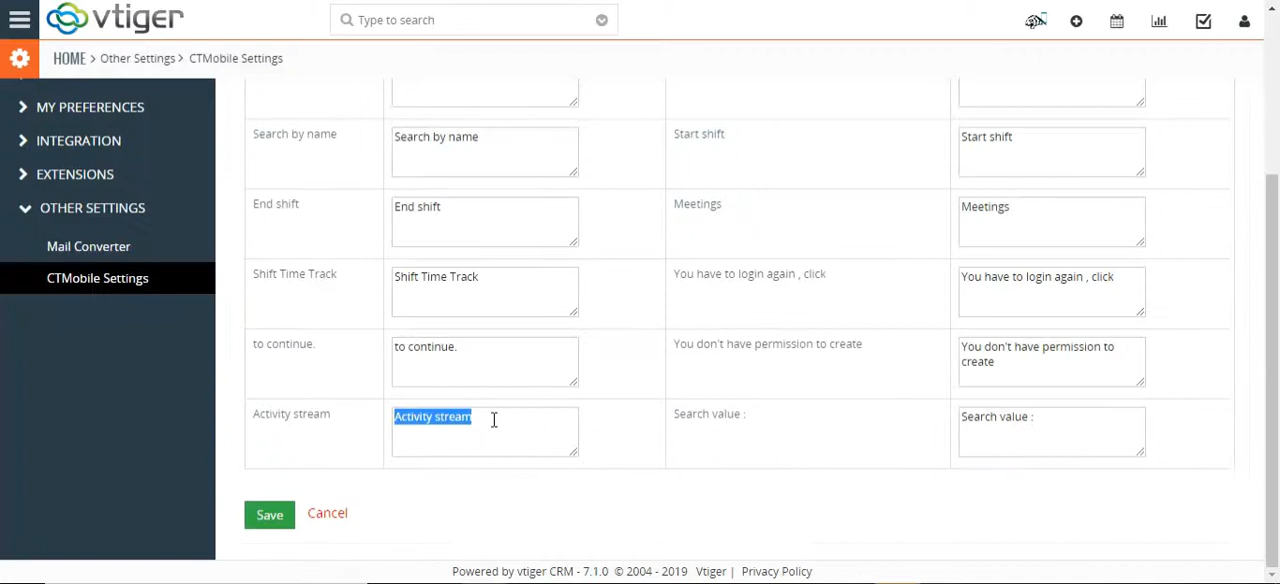 vtiger
Type to search
HOME > Other Settings > CTMobile Settings
MY PREFERENCES
INTEGRATION
EXTENSIONS
OTHER SETTINGS
Mail Converter
CTMobile Settings
Search by name
Search by name
Start shift
Start shift
End shift
End shift
Meetings
Meetings
Shift Time Track
Shift Time Track
You have to login again , click
You have to login again , click
to continue.
to continue.
You don't have permission to create
You don't have permission to
create
Activity stream
Activity stream
Search value :
Search value :
Save
Cancel
Powered by vtiger CRM - 7.1.0 © 2004 - 2019 Vtiger | Privacy Policy